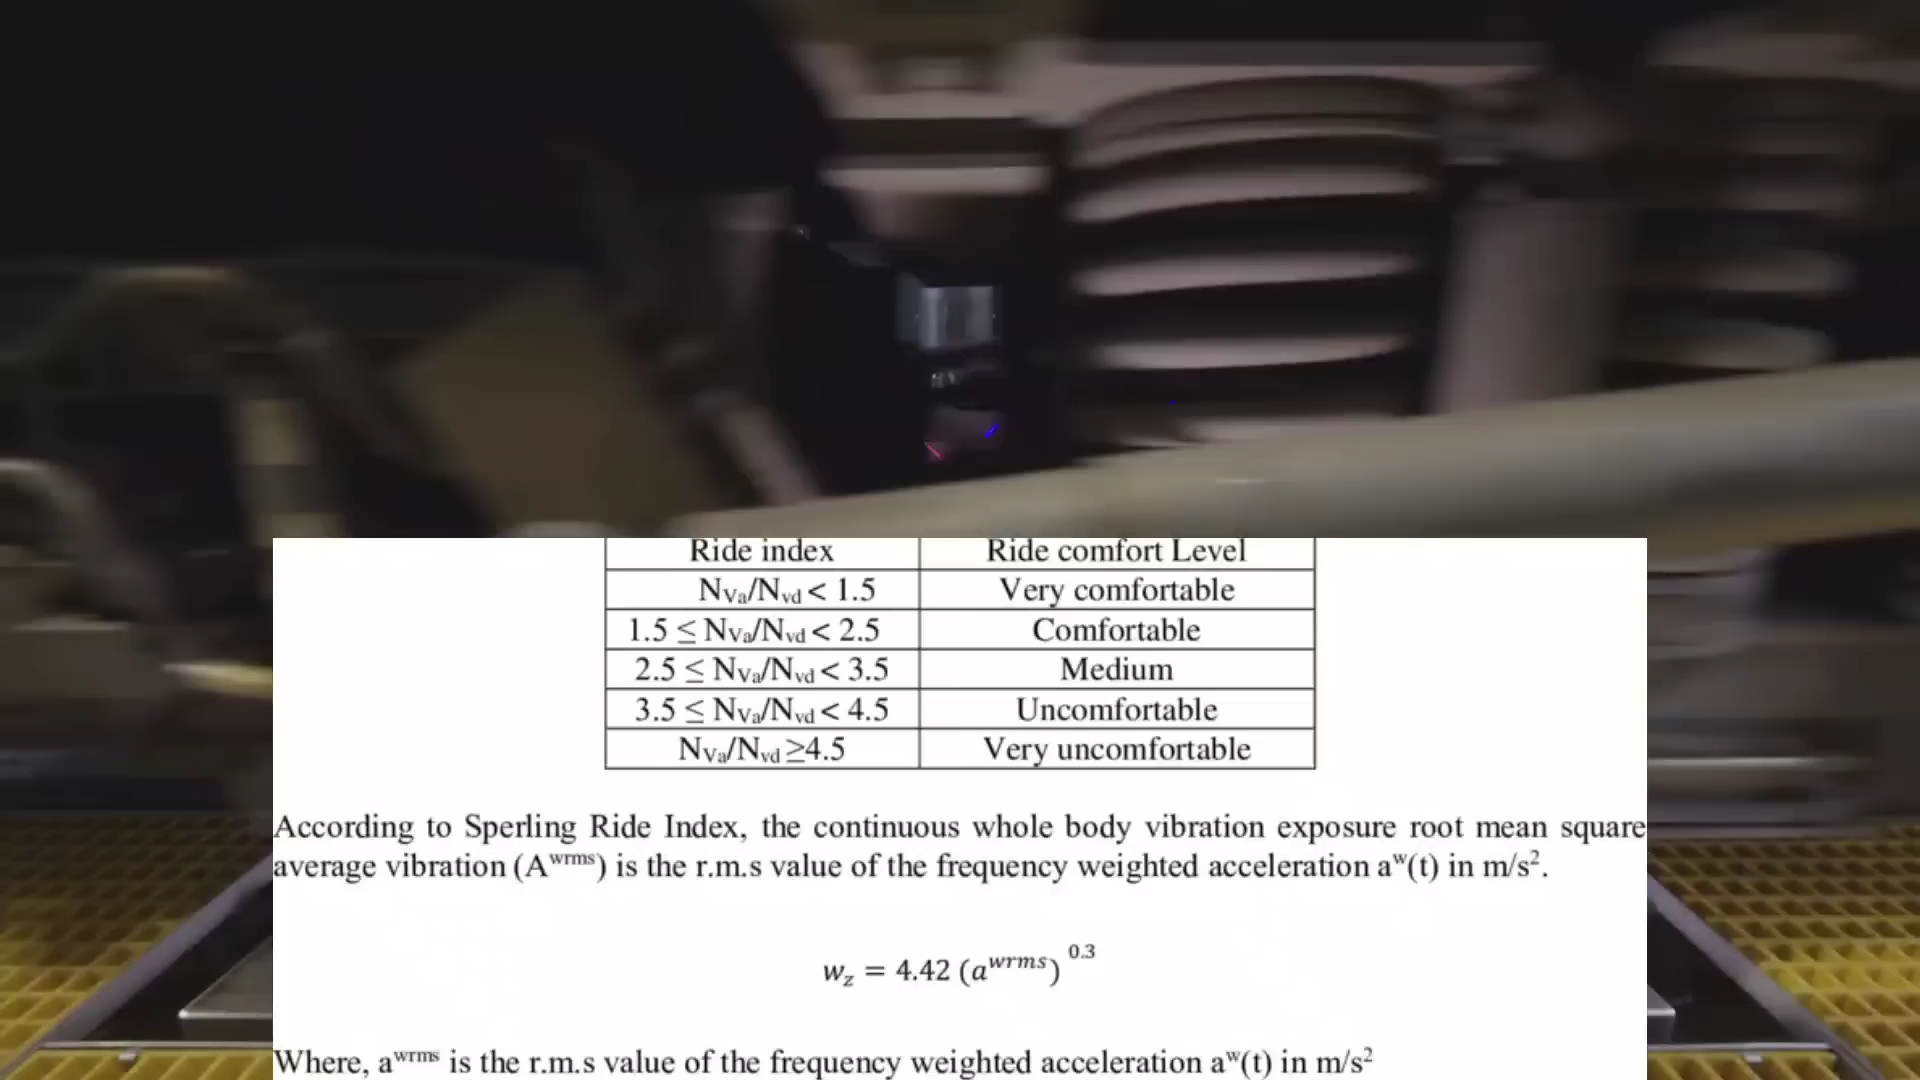 Ride index Ride comfort Level
N_Va/N_vd < 1.5 Very comfortable
1.5 ≤ N_Va/N_vd < 2.5 Comfortable
2.5 ≤ N_Va/N_vd < 3.5 Medium
3.5 ≤ N_Va/N_vd < 4.5 Uncomfortable
N_Va/N_vd ≥4.5 Very uncomfortable
According to Sperling Ride Index, the continuous whole body vibration exposure root mean square
average vibration (A^wrms) is the r.m.s value of the frequency weighted acceleration a^w(t) in m/s².
w_z = 4.42 (a^wrms)^0.3
Where, a^wrms is the r.m.s value of the frequency weighted acceleration a^w(t) in m/s²